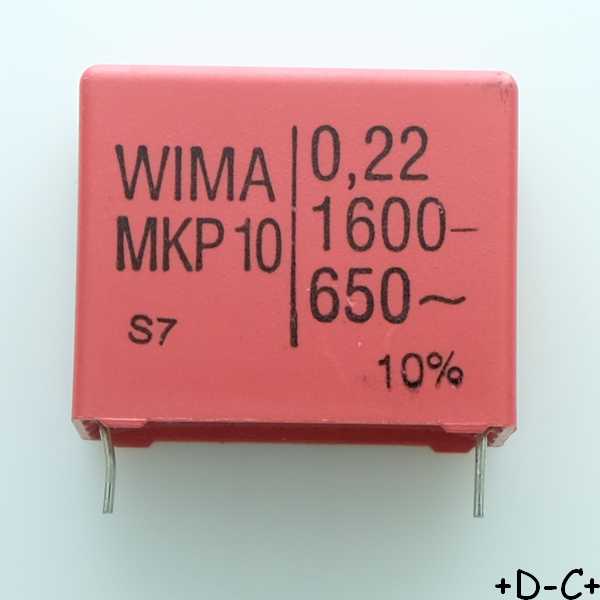 WIMA
MKP 10
S7
0,22
1600–
650~
10%
+D-C+